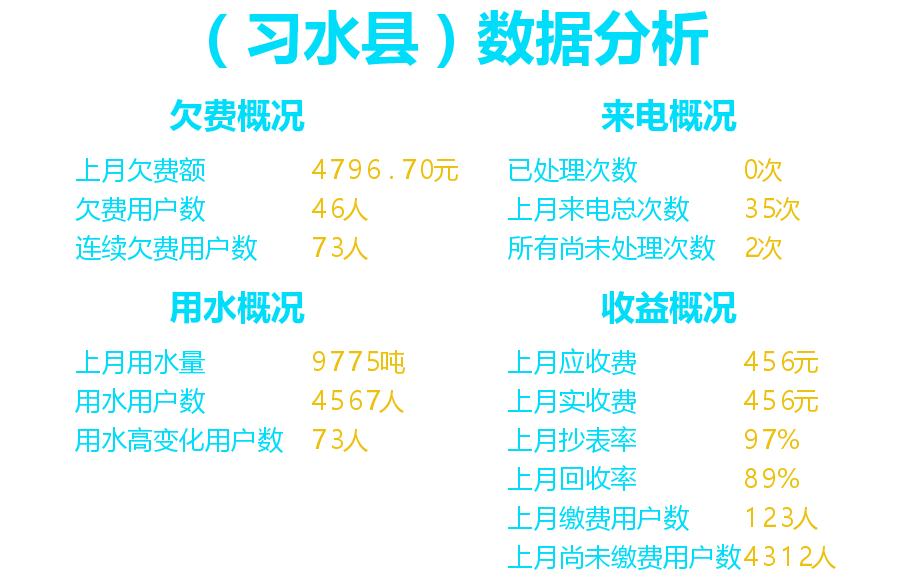 （习水县）数据分析
欠费概况
上月欠费额 4796.70元
欠费用户数 46人
连续欠费用户数 73人
来电概况
已处理次数 0次
上月来电总次数 35次
所有尚未处理次数 2次
用水概况
上月用水量 9775吨
用水用户数 4567人
用水高变化用户数 73人
收益概况
上月应收费 456元
上月实收费 456元
上月抄表率 97%
上月回收率 89%
上月缴费用户数 123人
上月尚未缴费用户数 4312人